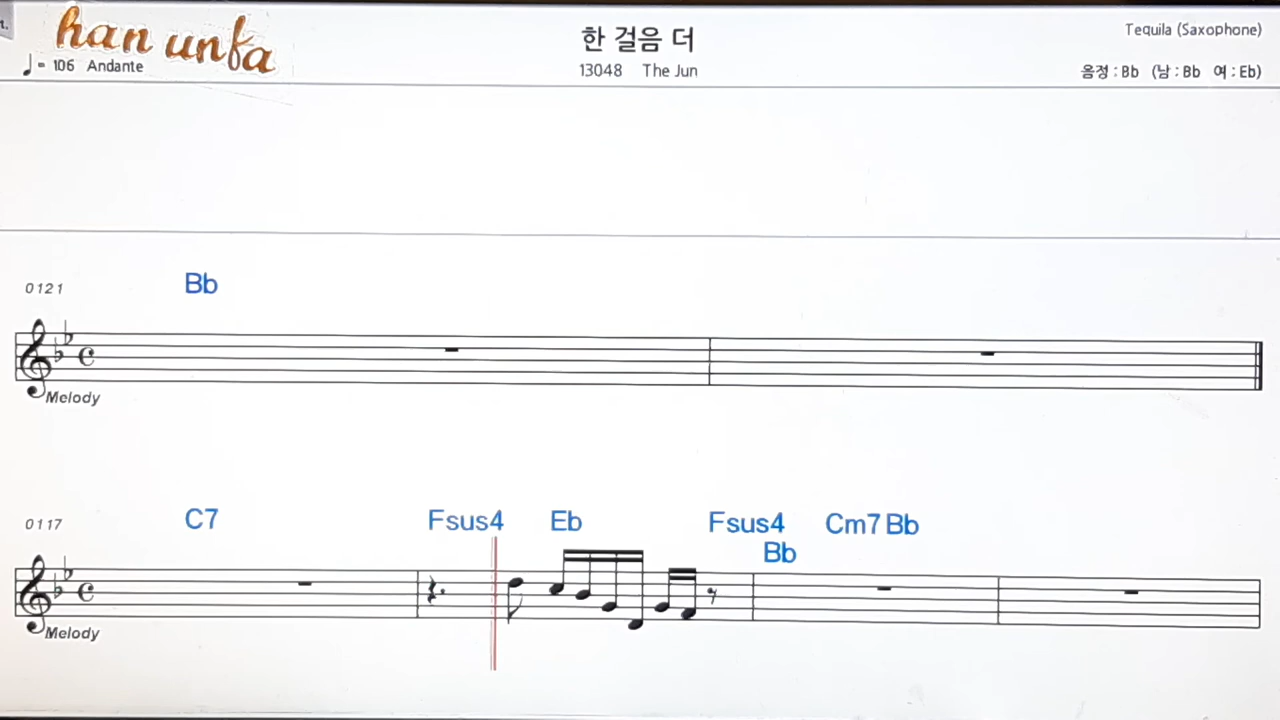 t.
han unfa
♩= 106 Andante
한 걸음 더
13048 The Jun
Tequila (Saxophone)
음정 : Bb (남 : Bb 여 : Eb)
0121
Bb
Melody
0117
C7 Fsus4 Eb Fsus4 Cm7 Bb
Bb
Melody